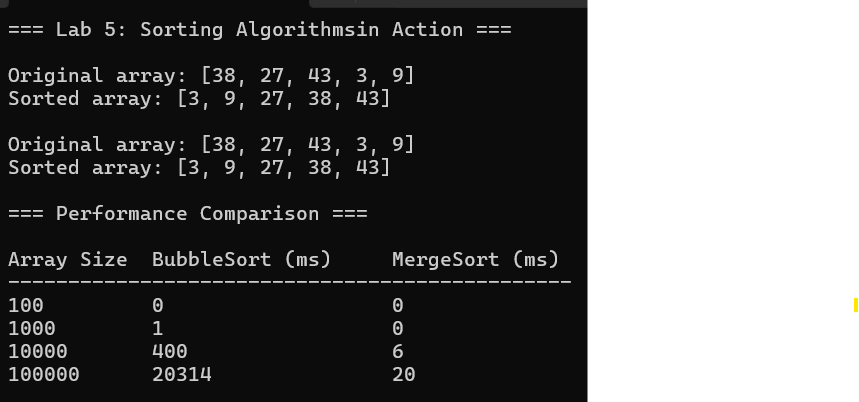 === Lab 5: Sorting Algorithmsin Action ===
Original array: [38, 27, 43, 3, 9]
Sorted array: [3, 9, 27, 38, 43]
Original array: [38, 27, 43, 3, 9]
Sorted array: [3, 9, 27, 38, 43]
=== Performance Comparison ===
Array Size  BubbleSort (ms)     MergeSort (ms)
-----------------------------------------------
100         0                   0
1000        1                   0
10000       400                 6
100000      20314               20